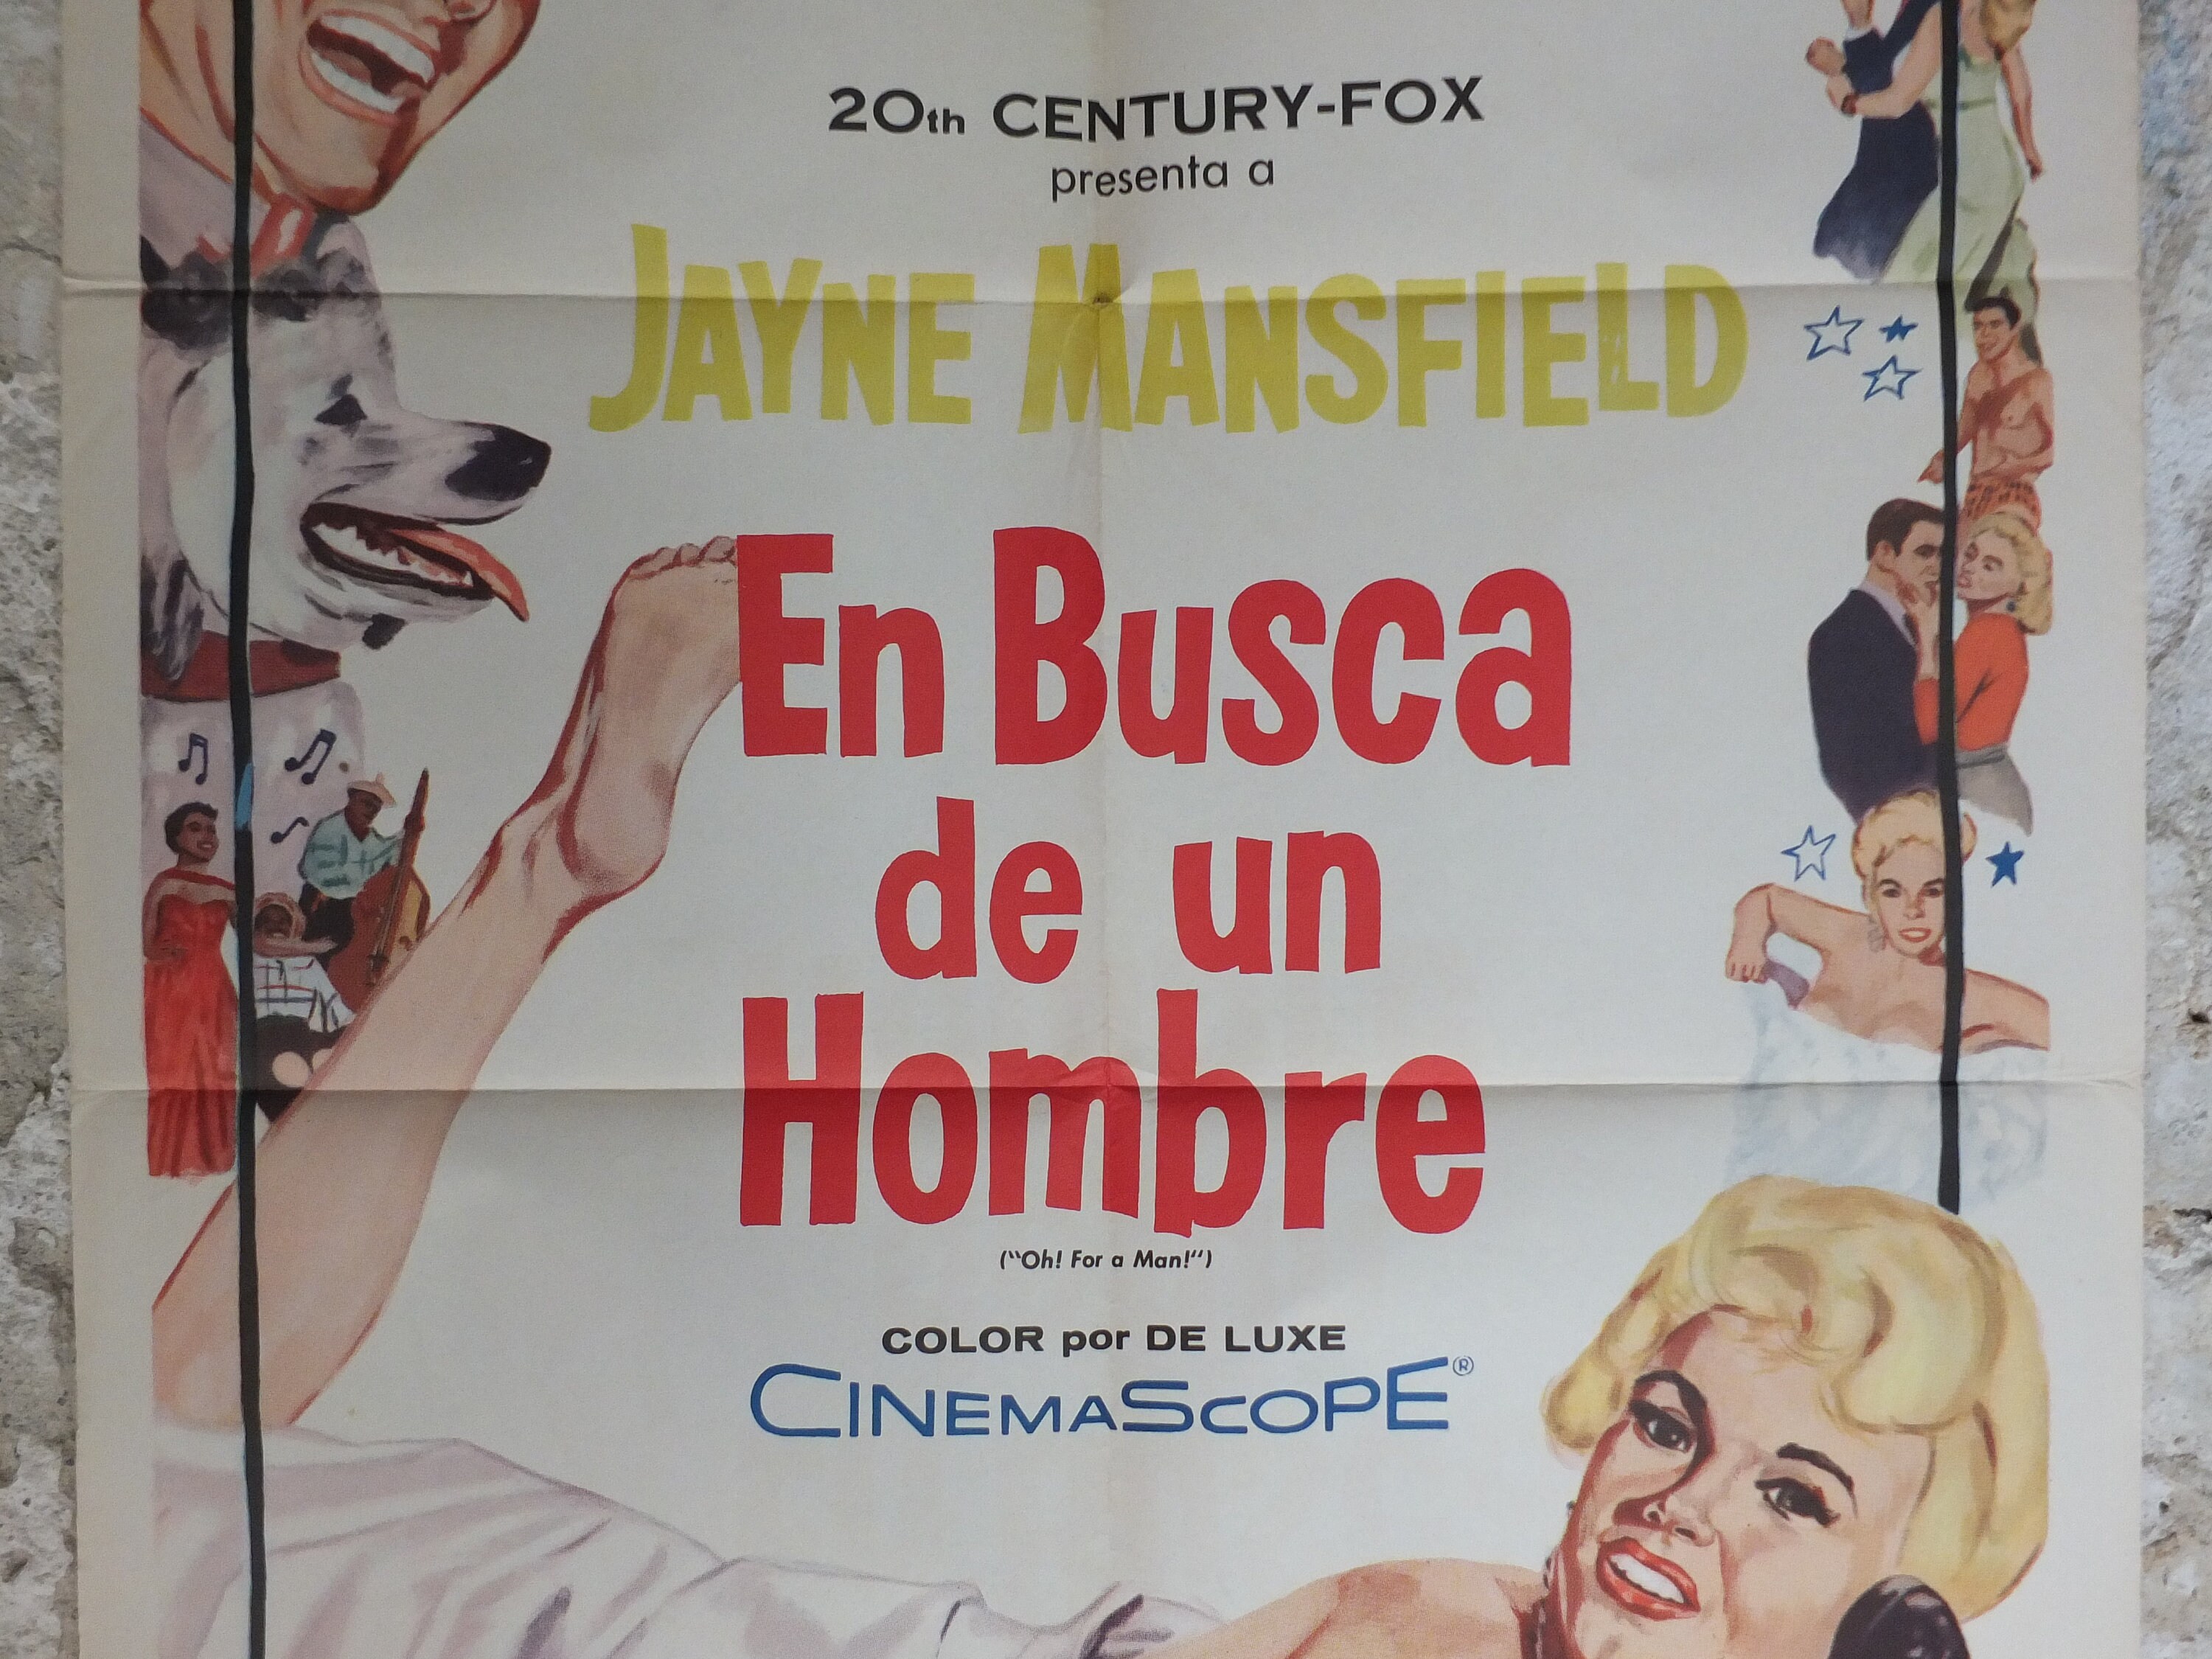 20th CENTURY-FOX
presenta a
JAYNE MANSFIELD
En Busca
de un
Hombre
("Oh! For a Man!")
COLOR por DE LUXE
CINEMASCOPE®